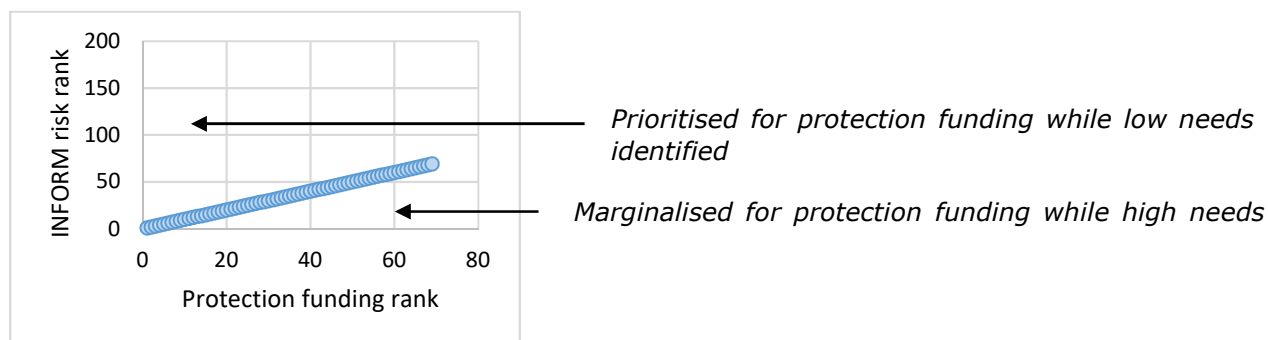 200
150
100
50
0
INFORM risk rank
0 20 40 60 80
Protection funding rank
Prioritised for protection funding while low needs
identified
Marginalised for protection funding while high needs